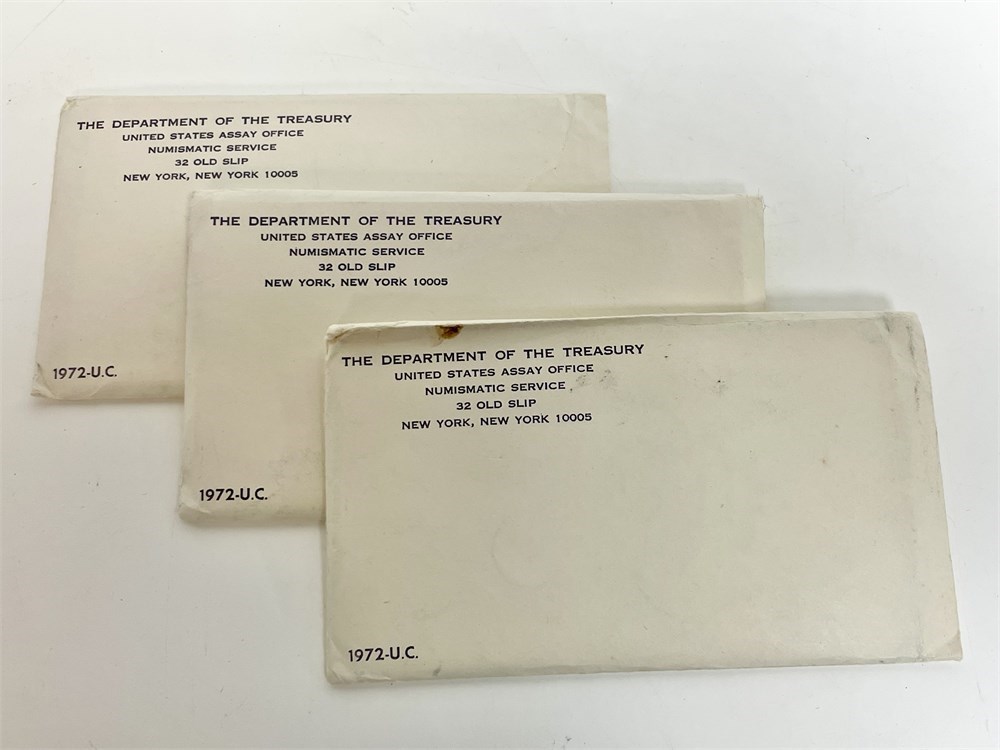 THE DEPARTMENT OF THE TREASURY
UNITED STATES ASSAY OFFICE
NUMISMATIC SERVICE
32 OLD SLIP
NEW YORK, NEW YORK 10005
1972-U.C.
THE DEPARTMENT OF THE TREASURY
UNITED STATES ASSAY OFFICE
NUMISMATIC SERVICE
32 OLD SLIP
NEW YORK, NEW YORK 10005
1972-U.C.
THE DEPARTMENT OF THE TREASURY
UNITED STATES ASSAY OFFICE
NUMISMATIC SERVICE
32 OLD SLIP
NEW YORK, NEW YORK 10005
1972-U.C.